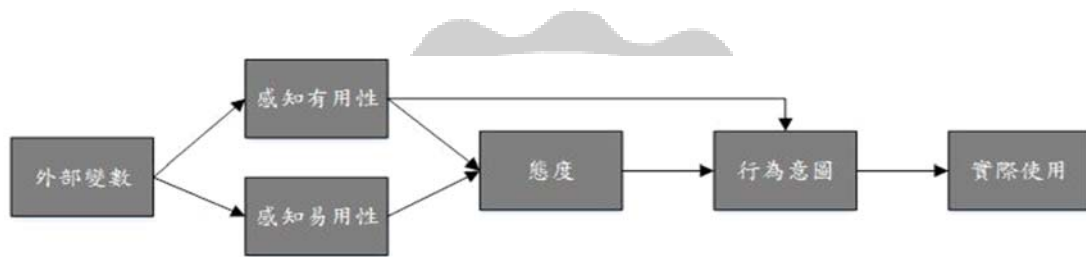 外部變數
感知有用性
感知易用性
態度
行為意圖
實際使用